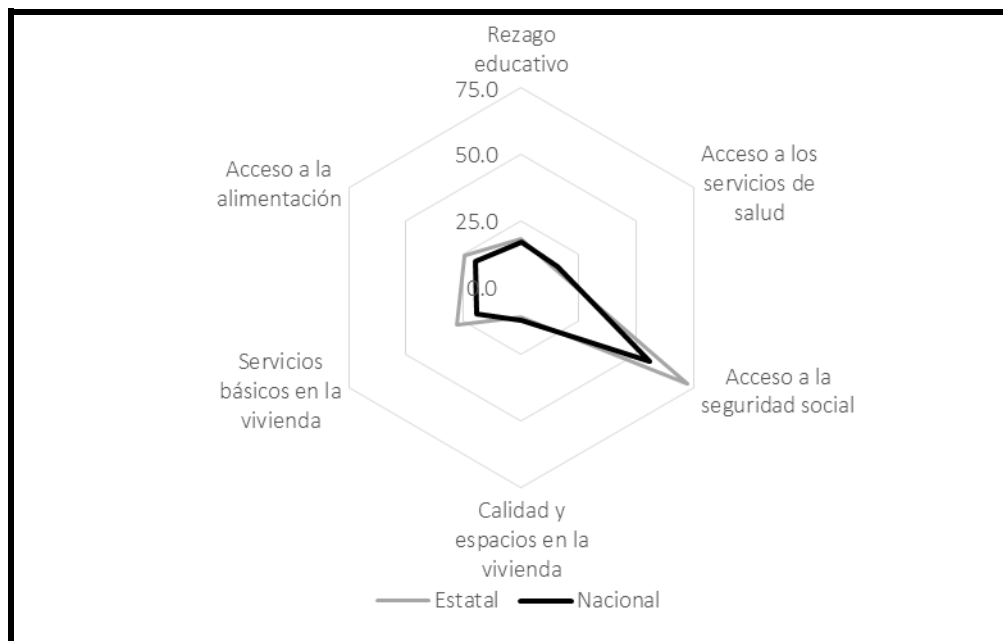 Rezago
educativo
75.0
50.0
25.0
0.0
Acceso a los
servicios de
salud
Acceso a la
seguridad social
Calidad y
espacios en la
vivienda
Servicios
básicos en la
vivienda
Acceso a la
alimentación
Estatal Nacional